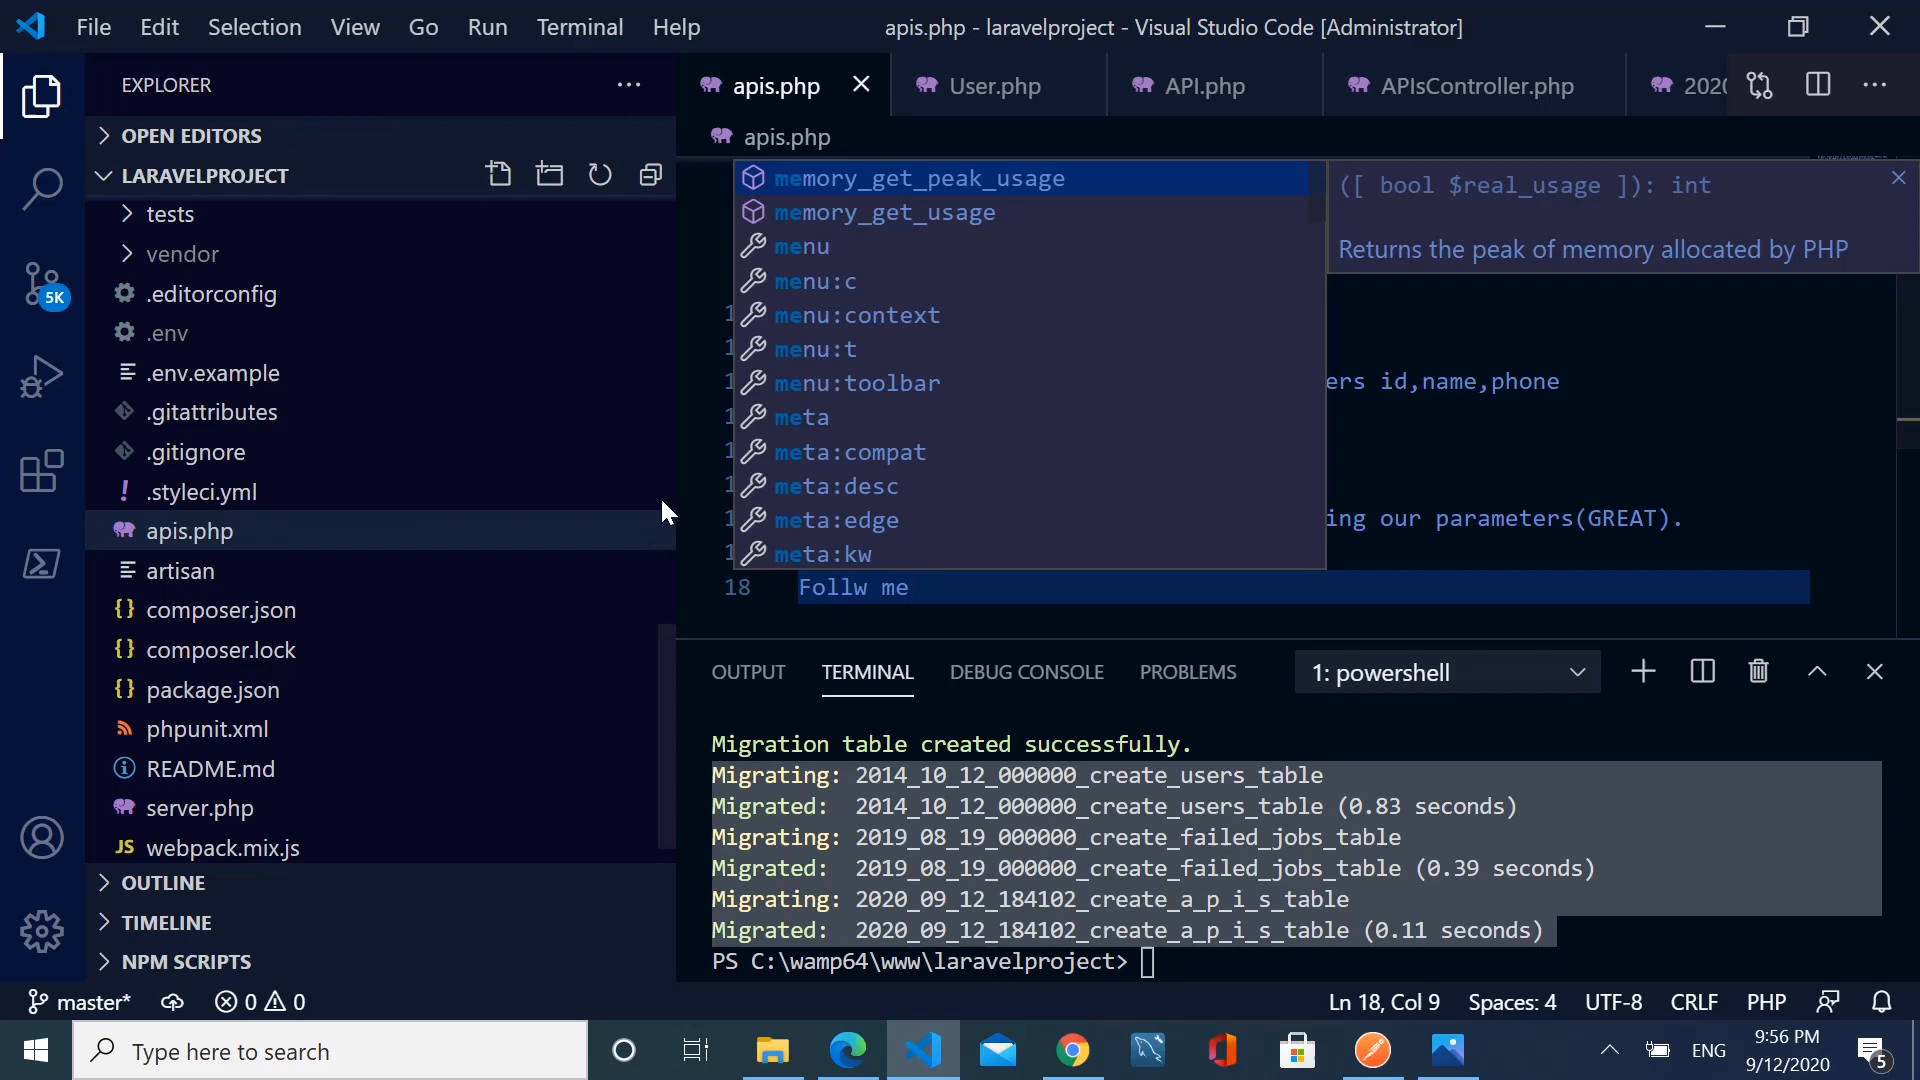 File Edit Selection View Go Run Terminal Help
apis.php - laravelproject - Visual Studio Code [Administrator]
EXPLORER
apis.php
User.php
API.php
APIsController.php
OPEN EDITORS
LARAVELPROJECT
tests
vendor
.editorconfig
.env
.env.example
.gitattributes
.gitignore
.styleci.yml
apis.php
artisan
composer.json
composer.lock
package.json
phpunit.xml
README.md
server.php
webpack.mix.js
OUTLINE
TIMELINE
NPM SCRIPTS
5K
apis.php
memory_get_peak_usage
memory_get_usage
menu
menu:c
menu:context
menu:t
menu:toolbar
meta
meta:compat
meta:desc
meta:edge
meta:kw
([ bool $real_usage ]): int
Returns the peak of memory allocated by PHP
id,name,phone
our parameters(GREAT).
18 Follw me
OUTPUT TERMINAL DEBUG CONSOLE PROBLEMS
1: powershell
Migration table created successfully.
Migrating: 2014_10_12_000000_create_users_table
Migrated: 2014_10_12_000000_create_users_table (0.83 seconds)
Migrating: 2019_08_19_000000_create_failed_jobs_table
Migrated: 2019_08_19_000000_create_failed_jobs_table (0.39 seconds)
Migrating: 2020_09_12_184102_create_a_p_i_s_table
Migrated: 2020_09_12_184102_create_a_p_i_s_table (0.11 seconds)
PS C:\wamp64\www\laravelproject>
master* 0 0
Ln 18, Col 9 Spaces: 4 UTF-8 CRLF PHP
Type here to search
ENG
9:56 PM
9/12/2020
5